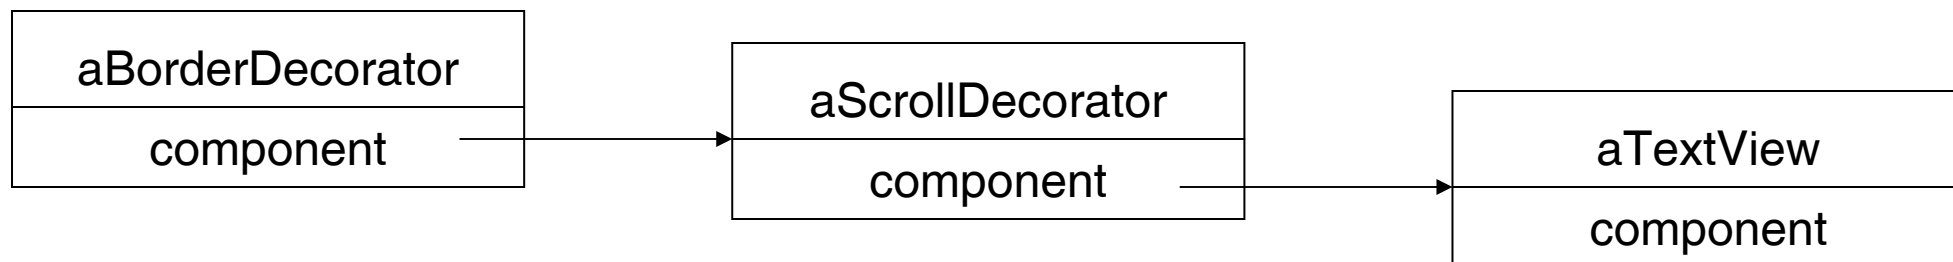 aBorderDecorator
component
aScrollDecorator
component
aTextView
component